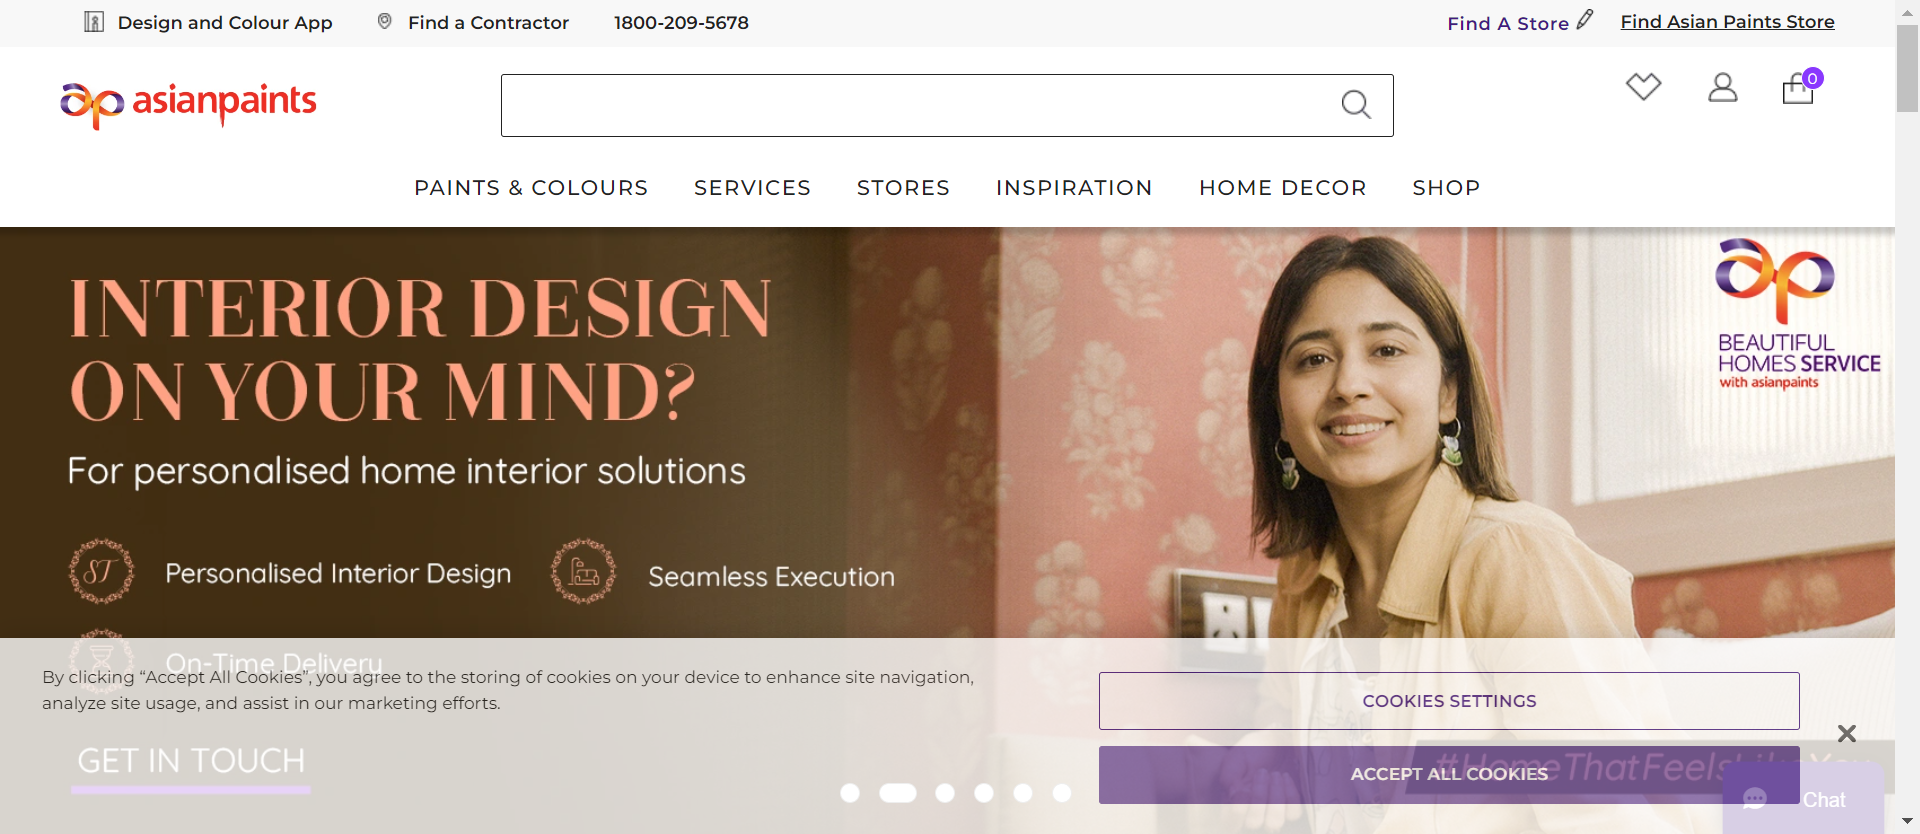 Design and Colour App
Find a Contractor
1800-209-5678
Find A Store
Find Asian Paints Store
ap asianpaints
0
PAINTS & COLOURS
SERVICES
STORES
INSPIRATION
HOME DECOR
SHOP
INTERIOR DESIGN
ON YOUR MIND?
For personalised home interior solutions
ST
Personalised Interior Design
Seamless Execution
On-Time Delivery
ap
BEAUTIFUL
HOMES SERVICE
with asianpaints
By clicking “Accept All Cookies”, you agree to the storing of cookies on your device to enhance site navigation,
analyze site usage, and assist in our marketing efforts.
COOKIES SETTINGS
GET IN TOUCH
ACCEPT ALL COOKIES
#HomeThatFeelsLikeYou
Chat